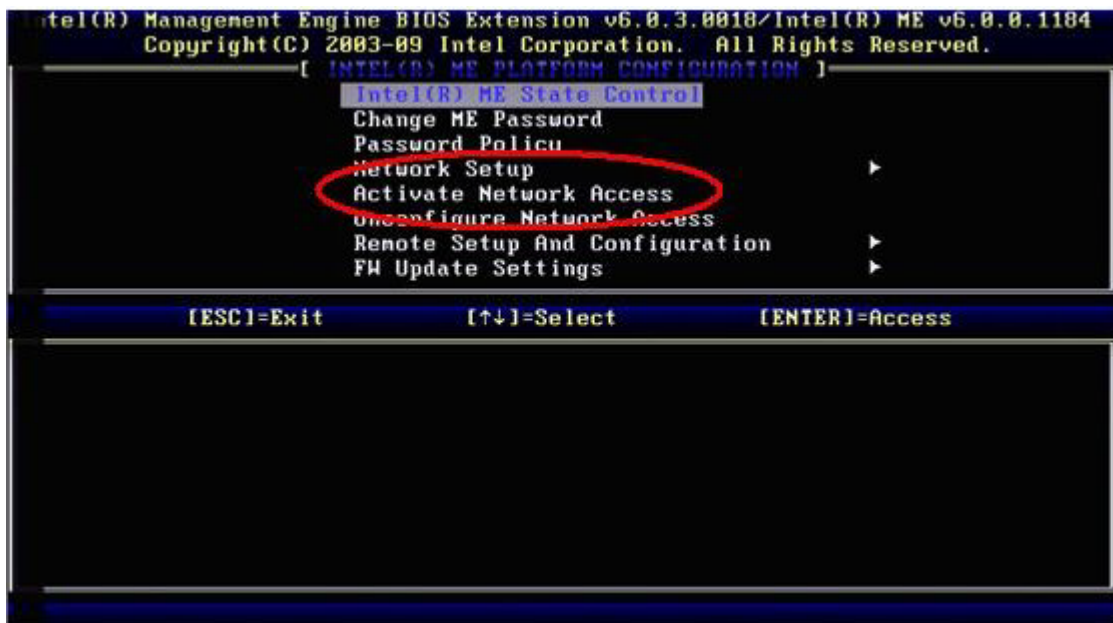 Intel(R) Management Engine BIOS Extension v6.0.3.0018/Intel(R) ME v6.0.0.1184
Copyright(C) 2003-09 Intel Corporation. All Rights Reserved.
[ INTEL(R) ME PLATFORM CONFIGURATION ]
Intel(R) ME State Control
Change ME Password
Password Policy
Network Setup ►
Activate Network Access
Unconfigure Network Access
Remote Setup And Configuration ►
FW Update Settings ►
[ESC]=Exit [↑↓]=Select [ENTER]=Access